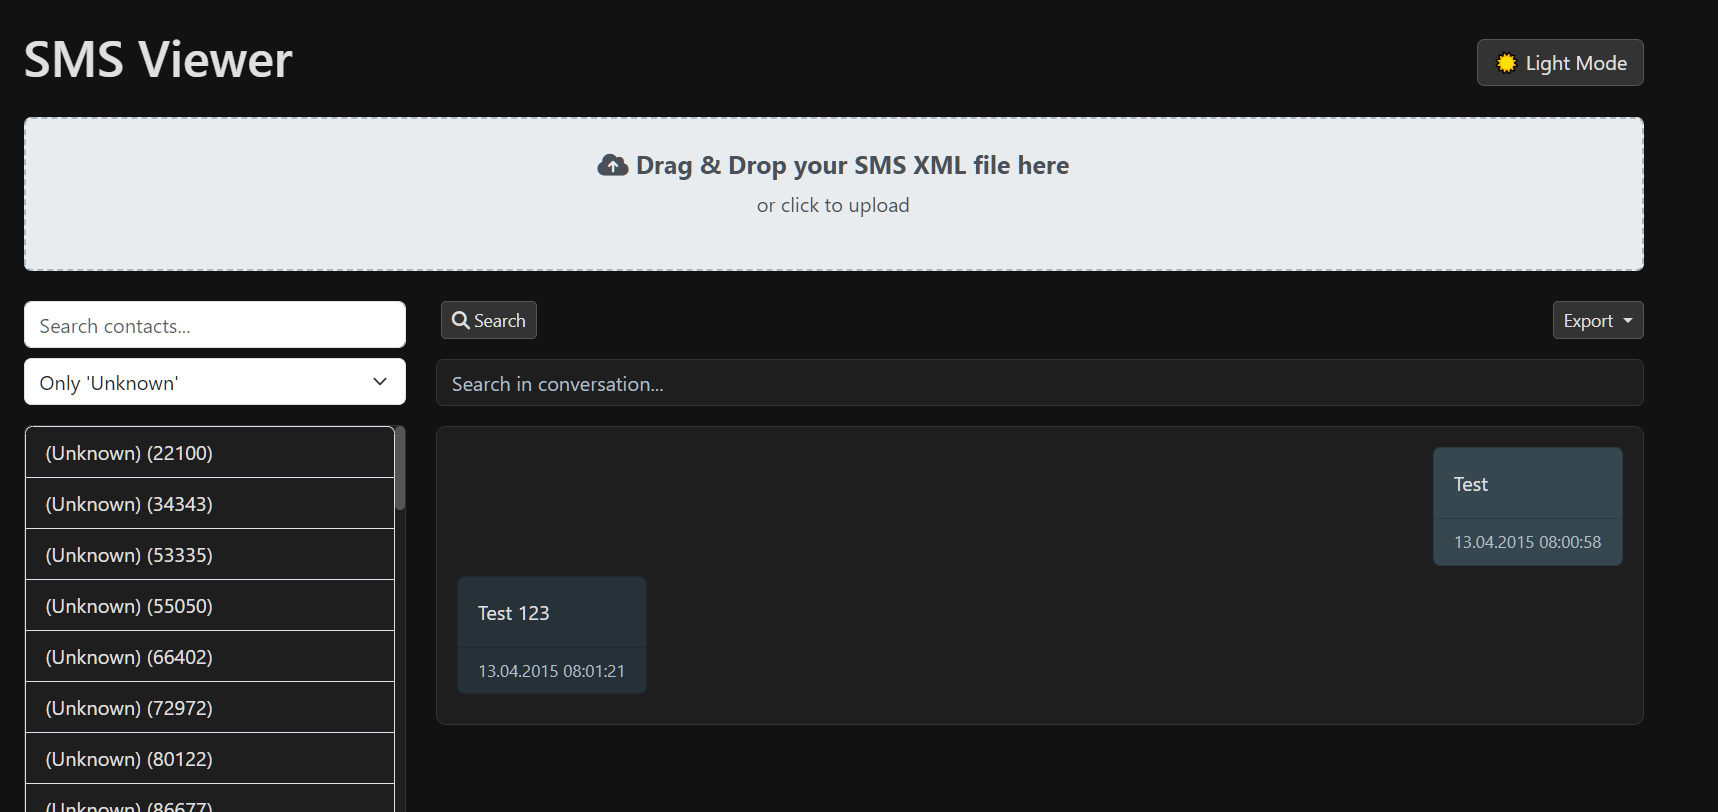 SMS Viewer
Light Mode
Drag & Drop your SMS XML file here
or click to upload
Search contacts...
Search
Export
Only 'Unknown'
Search in conversation...
(Unknown) (22100)
(Unknown) (34343)
(Unknown) (53335)
(Unknown) (55050)
(Unknown) (66402)
(Unknown) (72972)
(Unknown) (80122)
(Unknown) (86677)
Test
13.04.2015 08:00:58
Test 123
13.04.2015 08:01:21